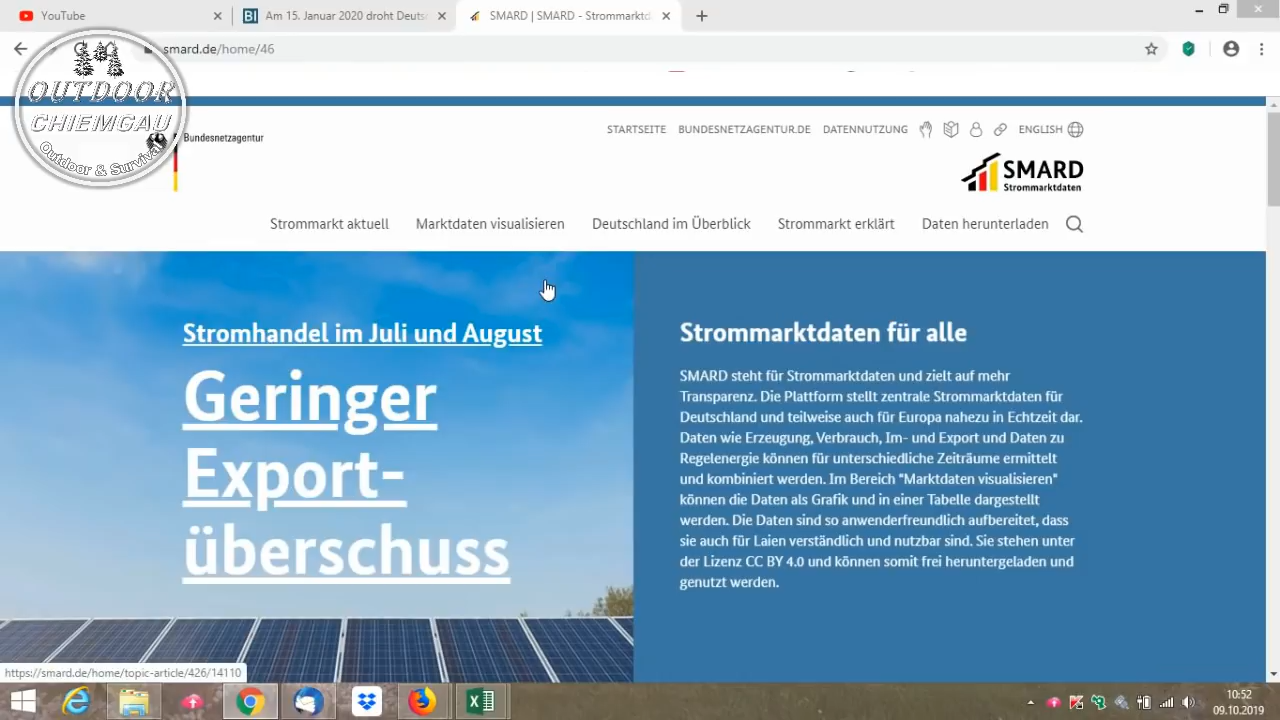 YouTube
Am 15. Januar 2020 droht Deuts
SMARD | SMARD - Strommarktd
smard.de/home/46
OUTDOOR
CHIEMGAU
Outdoor & Survival
Bundesnetzagentur
STARTSEITE BUNDESNETZAGENTUR.DE DATENNUTZUNG ENGLISH
SMARD
Strommarktdaten
Strommarkt aktuell Marktdaten visualisieren Deutschland im Überblick Strommarkt erklärt Daten herunterladen
Stromhandel im Juli und August
Geringer
Export-
überschuss
Strommarktdaten für alle
SMARD steht für Strommarktdaten und zielt auf mehr
Transparenz. Die Plattform stellt zentrale Strommarktdaten für
Deutschland und teilweise auch für Europa nahezu in Echtzeit dar.
Daten wie Erzeugung, Verbrauch, Im- und Export und Daten zu
Regelenergie können für unterschiedliche Zeiträume ermittelt
und kombiniert werden. Im Bereich "Marktdaten visualisieren"
können die Daten als Grafik und in einer Tabelle dargestellt
werden. Die Daten sind so anwenderfreundlich aufbereitet, dass
sie auch für Laien verständlich und nutzbar sind. Sie stehen unter
der Lizenz CC BY 4.0 und können somit frei heruntergeladen und
genutzt werden.
https://smard.de/home/topic-article/426/14110
10:52
09.10.2019